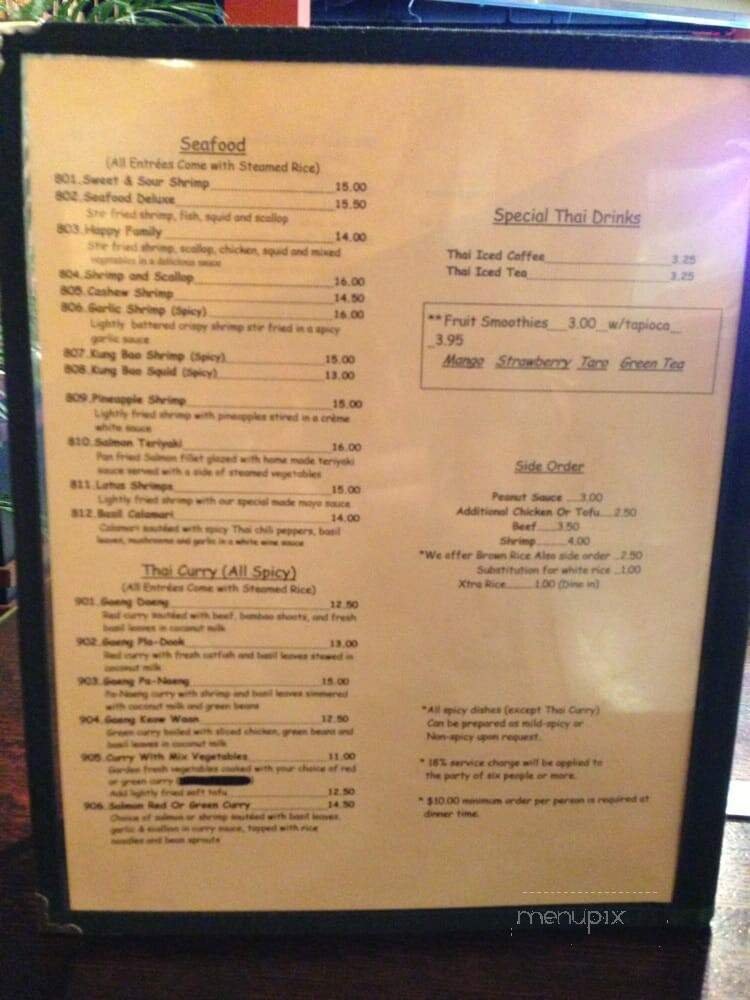 Seafood
(All Entrées Come with Steamed Rice)
801.Sweet & Sour Shrimp 15.00
802.Seafood Deluxe 15.50
Stir fried shrimp, fish, squid and scallop
803.Happy Family 14.00
Stir fried shrimp, scallop, chicken, squid and mixed
vegetables in a delicious sauce
804.Shrimp and Scallop 16.00
805.Cashew Shrimp 14.50
806.Garlic Shrimp (Spicy) 16.00
Lightly battered crispy shrimp stir fried in a spicy
garlic sauce
807.Kung Bao Shrimp (Spicy) 15.00
808.Kung Bao Squid (Spicy) 13.00
809.Pineapple Shrimp 15.00
Lightly fried shrimp with pineapples stired in a crème
white sauce
810.Salmon Teriyaki 16.00
Pan fried Salmon fillet glazed with home made teriyaki
sauce served with a side of steamed vegetables
811.Lotus Shrimps 15.00
Lightly fried shrimp with our special made mayo sauce
812.Basil Calamari 14.00
Calamari sautéed with spicy Thai chili peppers, basil
leaves, mushrooms and garlic in a white wine sauce
Thai Curry (All Spicy)
(All Entrées Come with Steamed Rice)
901.Gaeng Daeng 12.50
Red curry sautéed with beef, bamboo shoots, and fresh
basil leaves in coconut milk
902.Gaeng Pla-Dook 13.00
Red curry with fresh catfish and basil leaves stewed in
coconut milk
903.Gaeng Pa-Naeng 15.00
Pa-Naeng curry with shrimp and basil leaves simmered
with coconut milk and green beans
904.Gaeng Keow Waan 12.50
Green curry boiled with sliced chicken, green beans and
basil leaves in coconut milk
905.Curry With Mix Vegetables 11.00
Garden fresh vegetables cooked with your choice of red
or green curry
Add lightly fried soft tofu 12.50
906.Salmon Red Or Green Curry 14.50
Choice of salmon or shrimp sautéed with basil leaves,
garlic & scallion in curry sauce, topped with rice
noodles and bean sprouts
Special Thai Drinks
Thai Iced Coffee 3.25
Thai Iced Tea 3.25
**Fruit Smoothies__3.00_w/tapioca_
_3.95
Mango Strawberry Taro Green Tea
Side Order
Peanut Sauce __3.00
Additional Chicken Or Tofu__2.50
Beef___3.50
Shrimp____4.00
*We offer Brown Rice Also side order _2.50
Substitution for white rice _1.00
Xtra Rice____1.00 (Dine in)
*All spicy dishes (except Thai Curry)
Can be prepared as mild-spicy or
Non-spicy upon request.
* 18% service charge will be applied to
the party of six people or more.
* $10.00 minimum order per person is required at
dinner time.
menupix